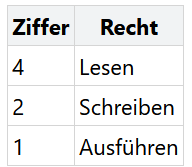 Ziffer Recht
4 Lesen
2 Schreiben
1 Ausführen